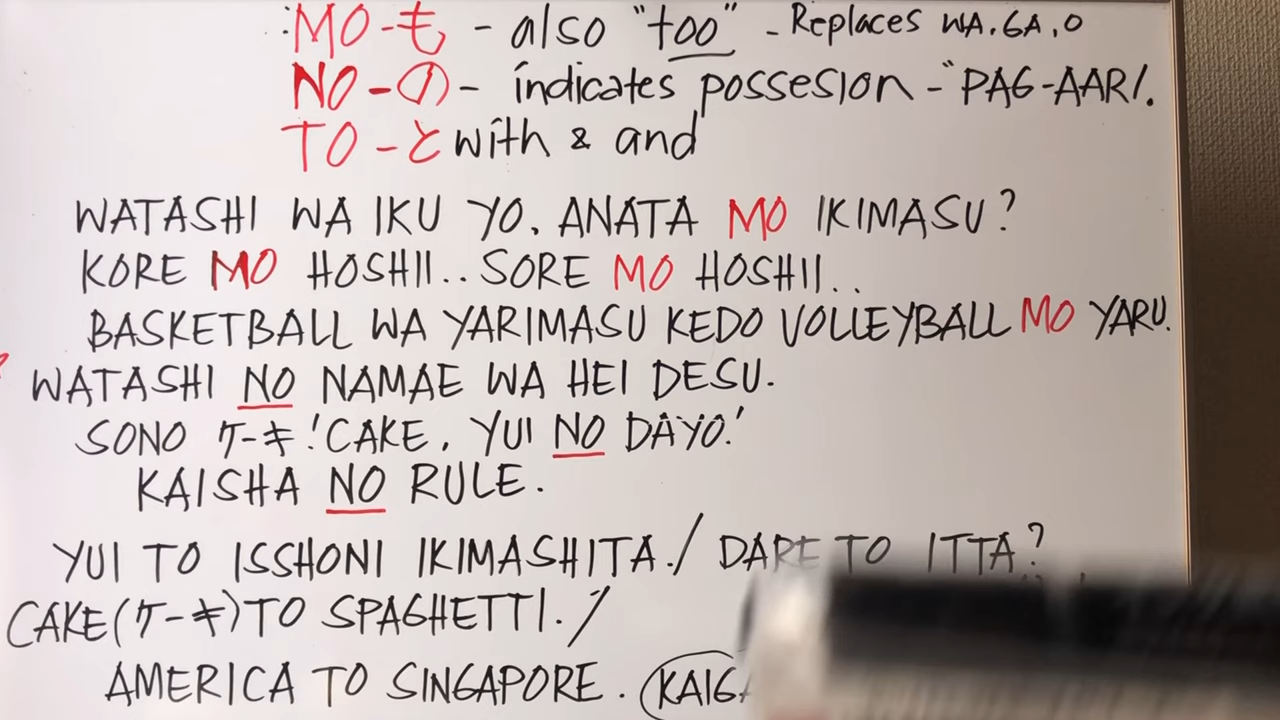 MO-も - also "too" - Replaces WA.GA.O
NO-の - indicates possesion - "PAG-AARI.
TO-と with & and
WATASHI WA IKU YO. ANATA MO IKIMASU?
KORE MO HOSHII.. SORE MO HOSHII..
BASKETBALL WA YARIMASU KEDO VOLLEYBALL MO YARU.
WATASHI NO NAMAE WA HEI DESU.
SONO ケーキ! CAKE. YUI NO DAYO.'
KAISHA NO RULE.
YUI TO ISSHONI IKIMASHITA./ DARE TO ITTA?
CAKE(ケーキ) TO SPAGHETTI./
AMERICA TO SINGAPORE.